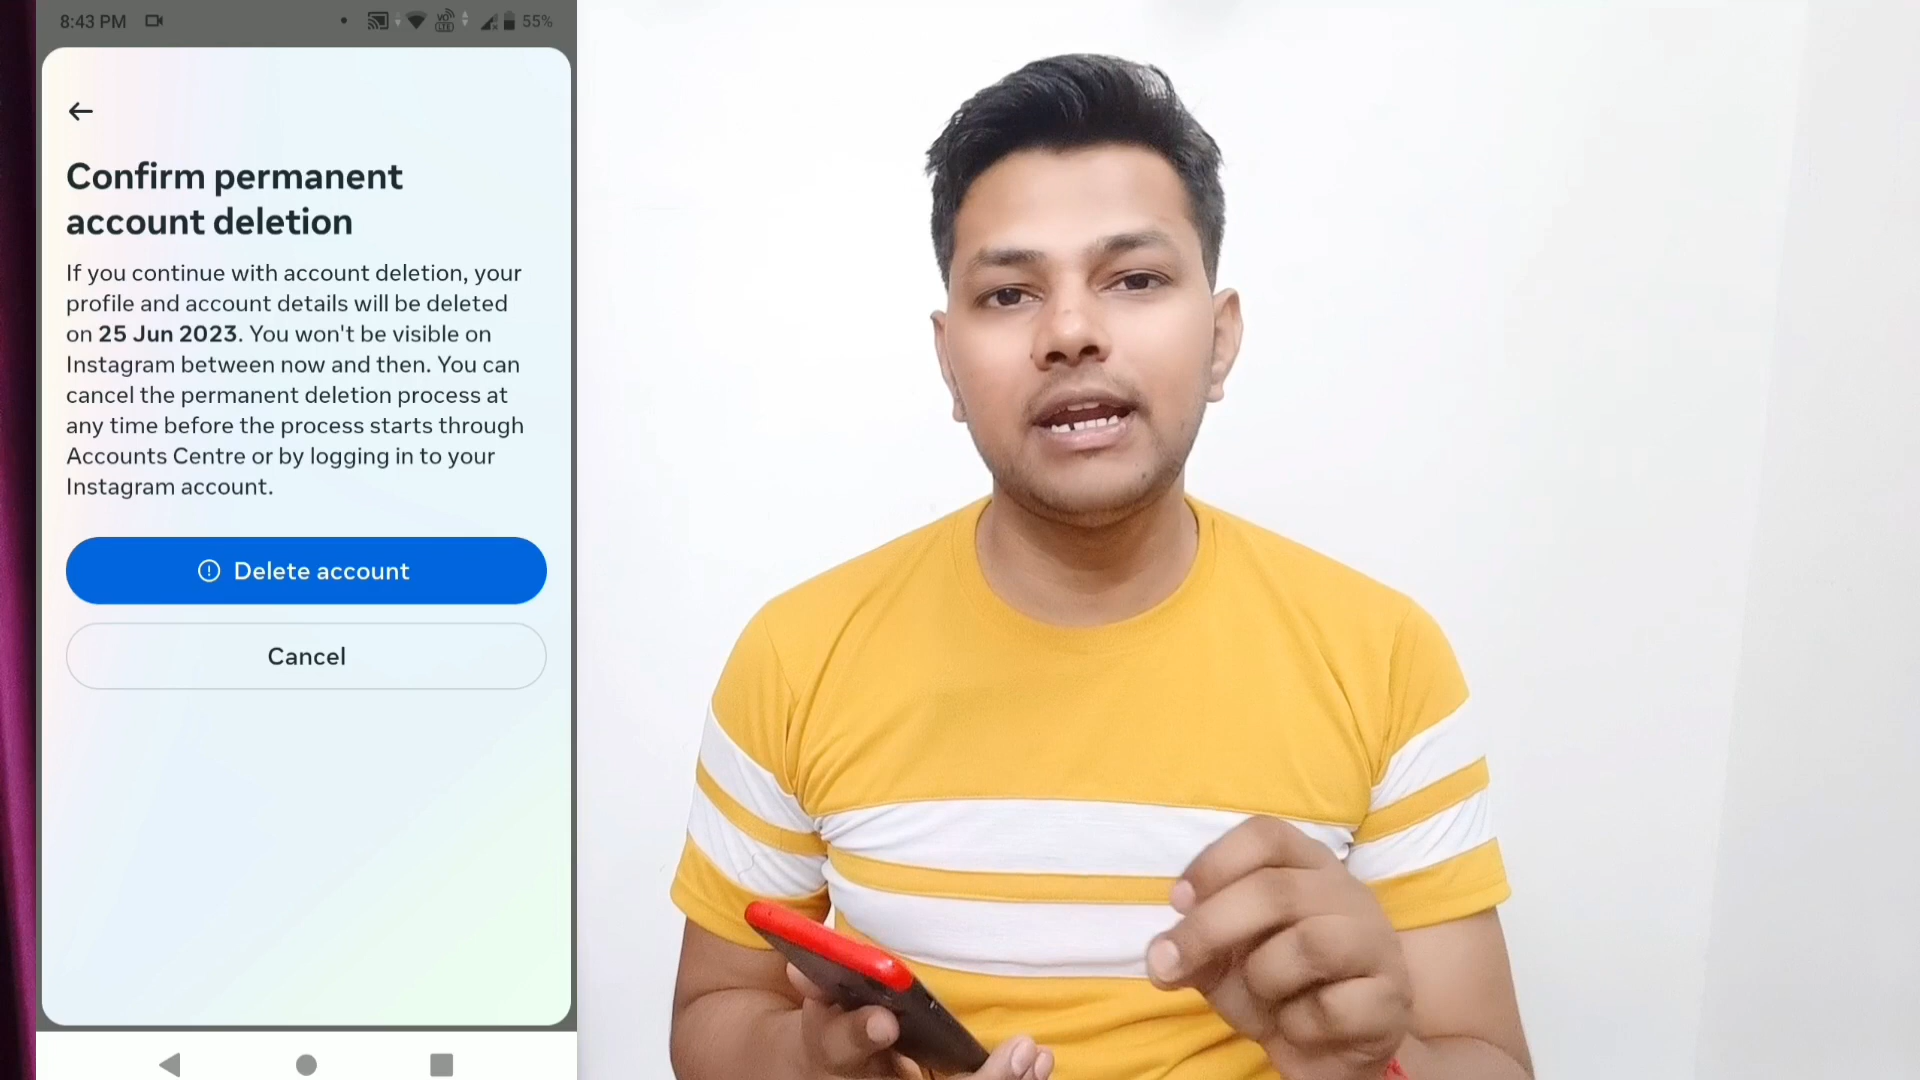 8:43 PM
VO
LTE
55%
Confirm permanent
account deletion
If you continue with account deletion, your
profile and account details will be deleted
on 25 Jun 2023. You won't be visible on
Instagram between now and then. You can
cancel the permanent deletion process at
any time before the process starts through
Accounts Centre or by logging in to your
Instagram account.
Delete account
Cancel